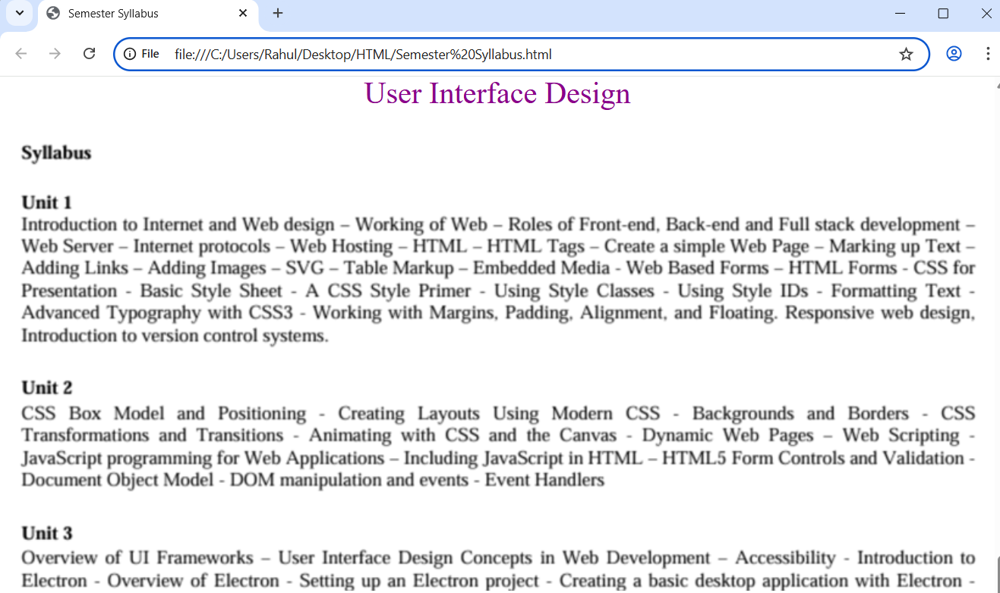 Semester Syllabus
File file:///C:/Users/Rahul/Desktop/HTML/Semester%20Syllabus.html
User Interface Design
Syllabus
Unit 1
Introduction to Internet and Web design – Working of Web – Roles of Front-end, Back-end and Full stack development –
Web Server – Internet protocols – Web Hosting – HTML – HTML Tags – Create a simple Web Page – Marking up Text –
Adding Links – Adding Images – SVG – Table Markup – Embedded Media - Web Based Forms – HTML Forms - CSS for
Presentation - Basic Style Sheet - A CSS Style Primer - Using Style Classes - Using Style IDs - Formatting Text -
Advanced Typography with CSS3 - Working with Margins, Padding, Alignment, and Floating. Responsive web design,
Introduction to version control systems.
Unit 2
CSS Box Model and Positioning - Creating Layouts Using Modern CSS - Backgrounds and Borders - CSS
Transformations and Transitions - Animating with CSS and the Canvas - Dynamic Web Pages – Web Scripting -
JavaScript programming for Web Applications – Including JavaScript in HTML – HTML5 Form Controls and Validation -
Document Object Model - DOM manipulation and events - Event Handlers
Unit 3
Overview of UI Frameworks – User Interface Design Concepts in Web Development – Accessibility - Introduction to
Electron - Overview of Electron - Setting up an Electron project - Creating a basic desktop application with Electron -